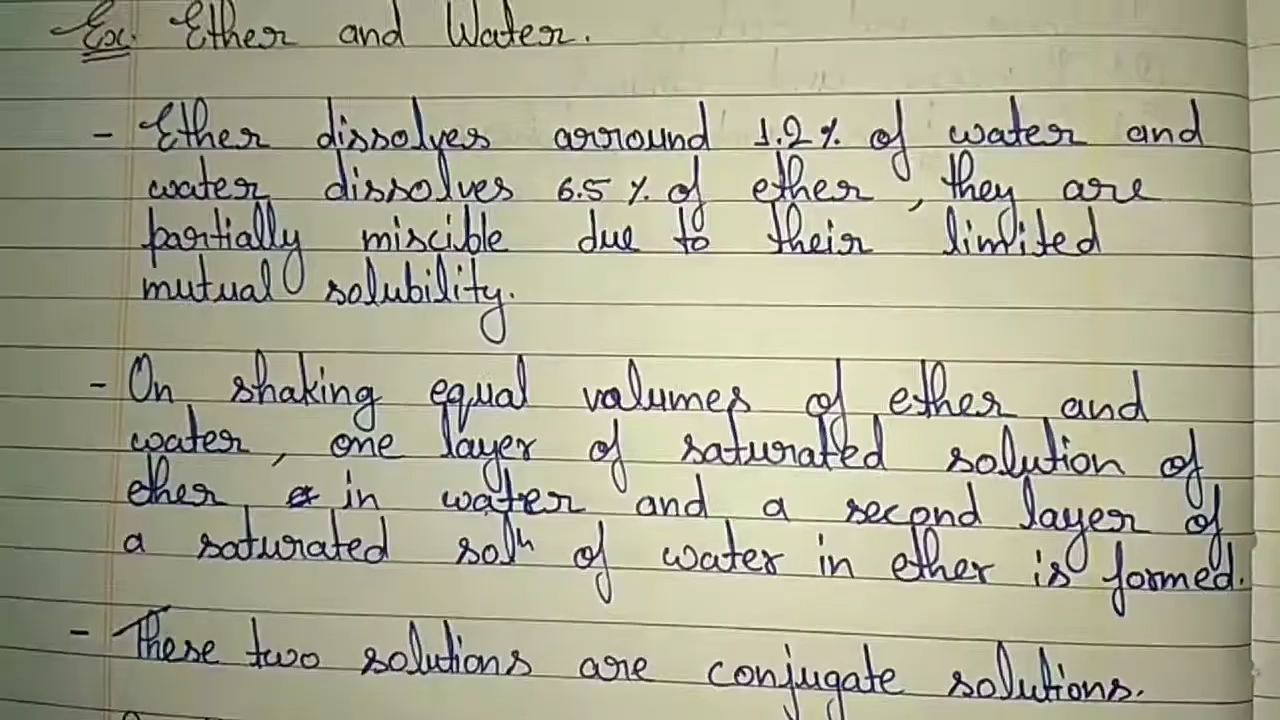 Ex. Ether and Water.
- Ether dissolves arround 1.2% of water and
water dissolves 6.5% of ether, they are
partially miscible due to their limited
mutual solubility.
- On shaking equal volumes of ether and
water, one layer of saturated solution of
ether in water and a second layer of
a saturated solⁿ of water in ether is formed.
- These two solutions are conjugate solutions.